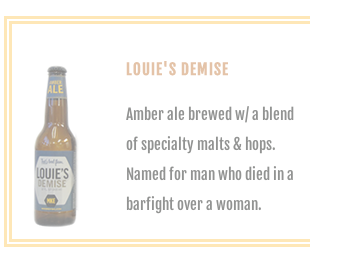 LOUIE'S DEMISE
Amber ale brewed w/ a blend
of specialty malts & hops.
Named for man who died in a
barfight over a woman.
AMBER
ALE
LOUIE'S
DEMISE